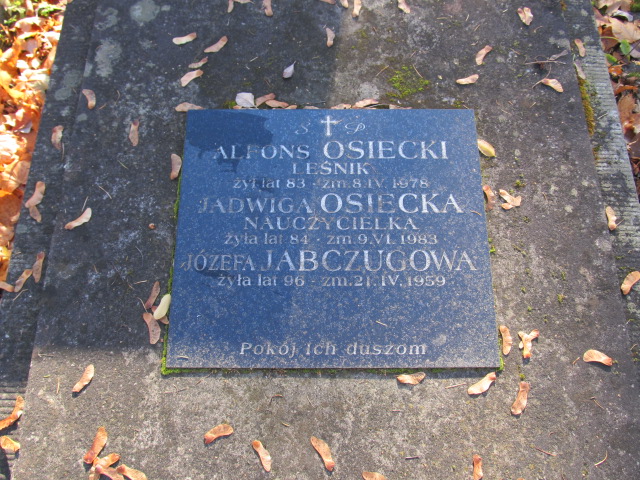 Ś † P
ALFONS OSIECKI
LEŚNIK
żył lat 83 - zm. 8.IV.1978
JADWIGA OSIECKA
NAUCZYCIELKA
żyła lat 84 - zm. 9.VI.1983
JÓZEFA JABCZUGOWA
żyła lat 96 - zm. 21.IV.1959
Pokój ich duszom